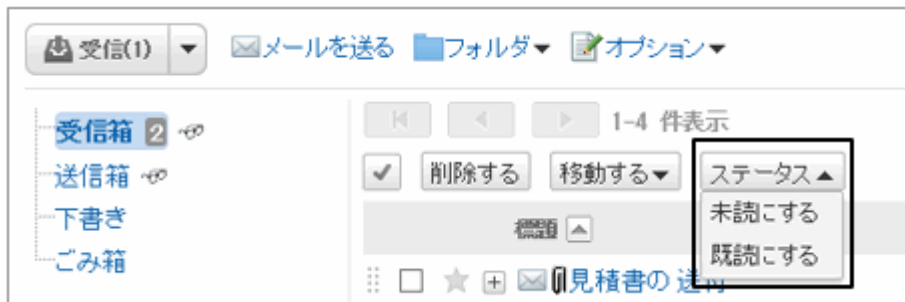 受信(1) メールを送る フォルダ オプション
受信箱 2
1-4 件表示
送信箱
削除する 移動する ステータス
下書き
未読にする
標題
ごみ箱
既読にする
見積書の 送付